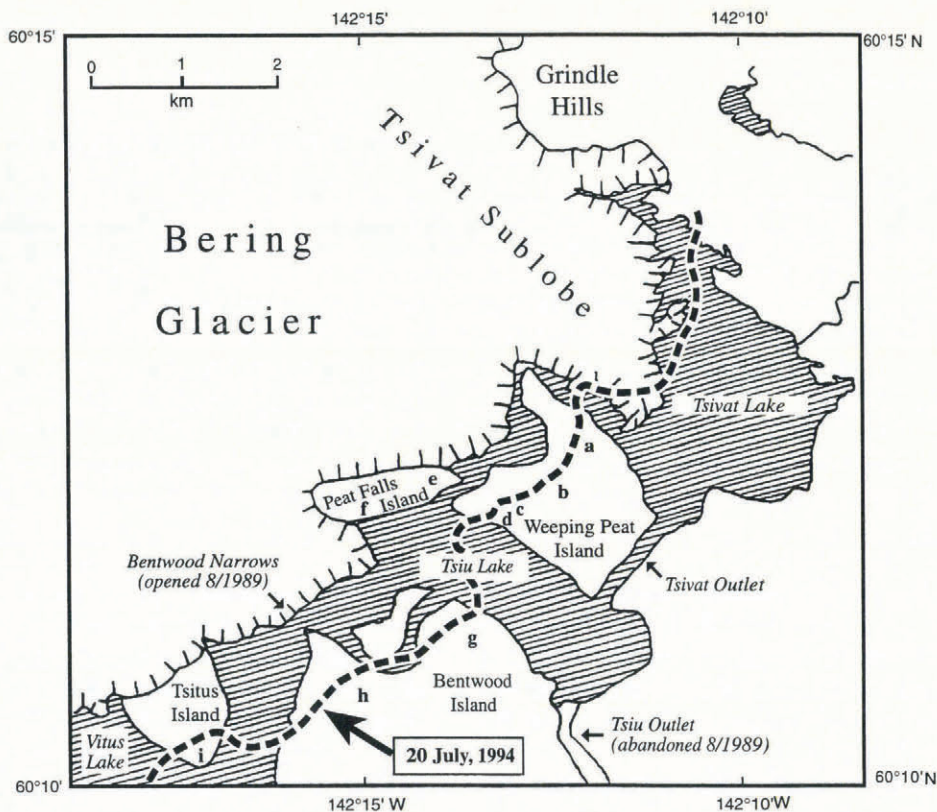 142°15'
142°10'
60°15'
60°15' N
0 1 2
km
Grindle
Hills
Tsivat Sublobe
Bering
Glacier
Tsivat Lake
a
b
c
d
e
Peat Falls
Island
f
Weeping Peat
Island
Bentwood Narrows
(opened 8/1989)
Tsiu Lake
Tsivat Outlet
g
h
Bentwood
Island
Tsitus
Island
Vitus
Lake
i
Tsiu Outlet
(abandoned 8/1989)
20 July, 1994
60°10'
60°10'N
142°15'W
142°10'W